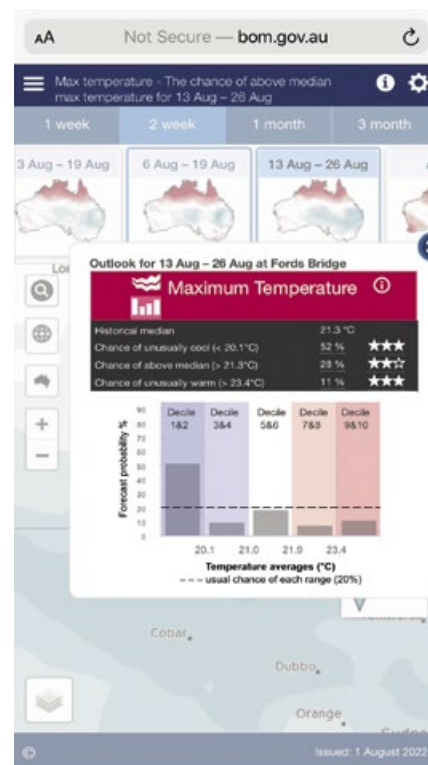 AA Not Secure — bom.gov.au
Max temperature - The chance of above median
max temperature for 13 Aug – 26
Aug
1 week 2 week 1 month 3 month
3 Aug – 19 Aug 6 Aug – 19 Aug 13 Aug – 26 Aug
Outlook for 13 Aug – 26 Aug at Fords Bridge
Maximum Temperature
Historical median 21.3 °C
Chance of unusually cool (< 20.1°C) 52 % ★★★
Chance of above median (> 21.3°C) 28 % ★★☆
Chance of unusually warm (> 23.4°C) 11 % ★★★
Forecast probability %
90
80
70
60
50
40
30
20
10
0
Decile Decile Decile Decile Decile
1&2 3&4 5&6 7&8 9&10
20.1 21.0 21.9 23.4
Temperature averages (°C)
--- usual chance of each range (20%)
+
−
Cobar
Dubbo
Orange
© Issued: 1 August 2022